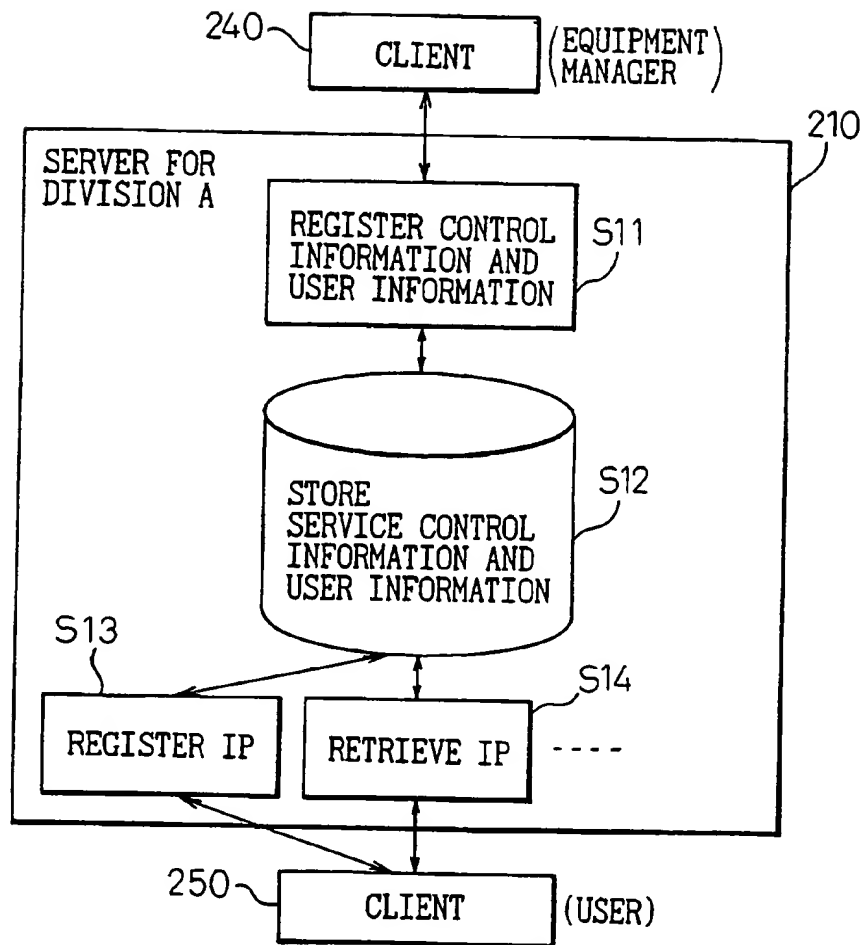 240
CLIENT
(EQUIPMENT
MANAGER)
210
SERVER FOR
DIVISION A
REGISTER CONTROL
INFORMATION AND
USER INFORMATION
S11
STORE
SERVICE CONTROL
INFORMATION AND
USER INFORMATION
S12
S13
REGISTER IP
S14
RETRIEVE IP
----
250
CLIENT
(USER)